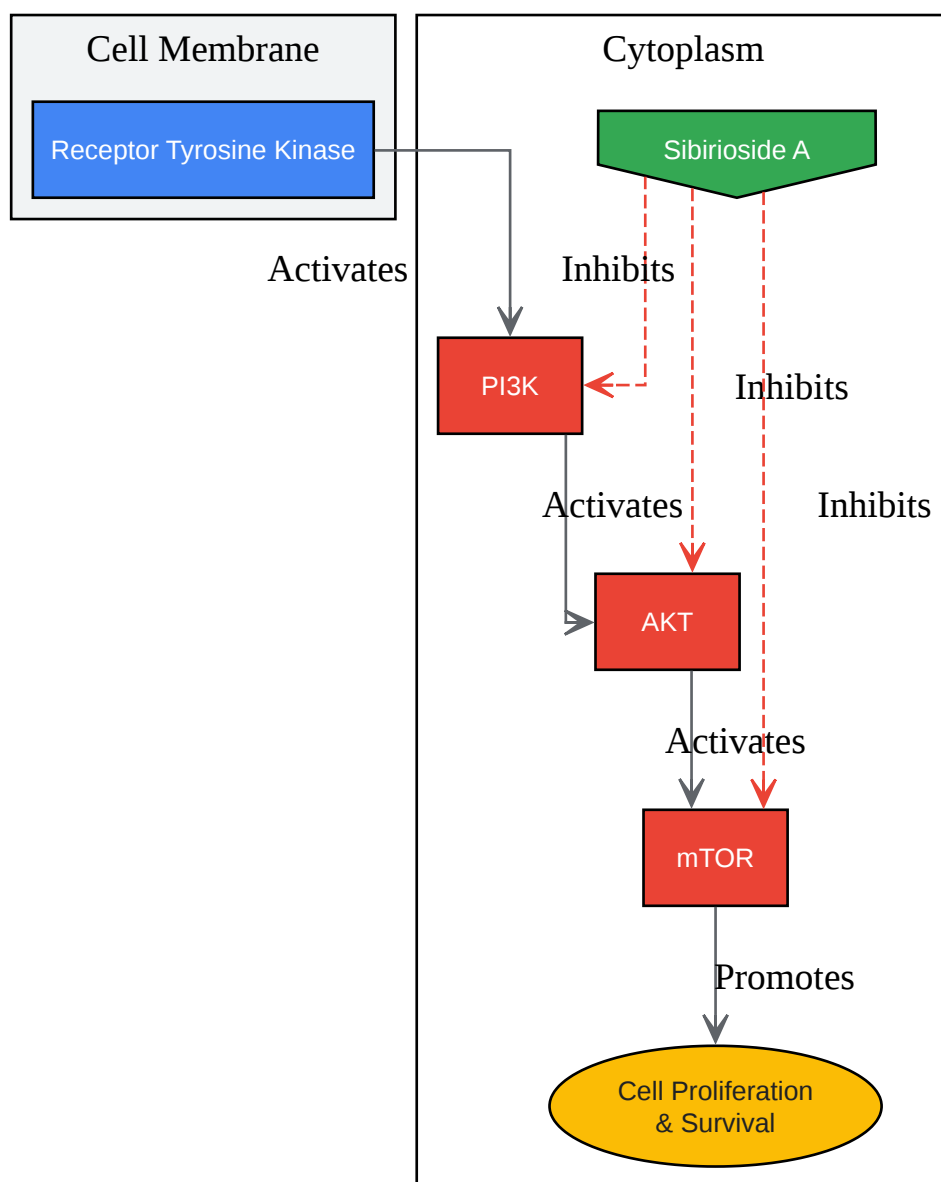 Cell Membrane
Cytoplasm
Receptor Tyrosine Kinase
Sibirioside A
Activates
Inhibits
PI3K
Inhibits
Activates
Inhibits
AKT
Activates
mTOR
Promotes
Cell Proliferation
& Survival